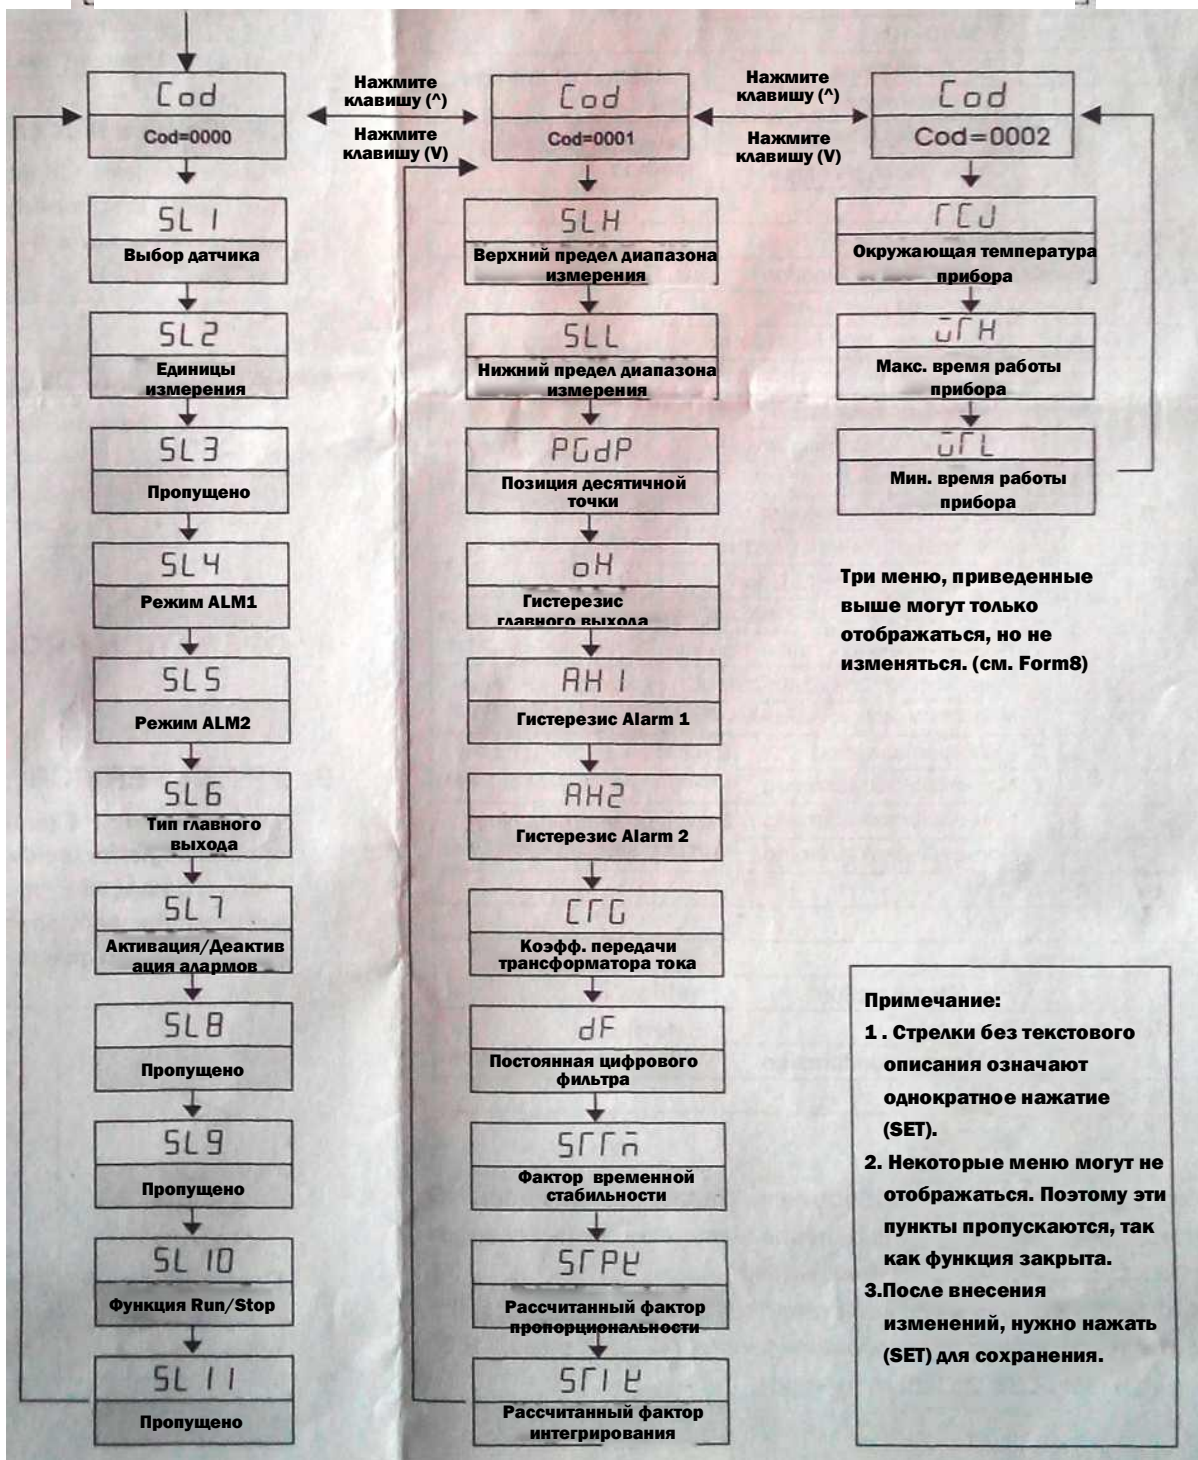 Cod
Cod=0000
SL1
Выбор датчика
SL2
Единицы
измерения
SL3
Пропущено
SL4
Режим ALM1
SL5
Режим ALM2
SL6
Тип главного
выхода
SL7
Активация/Деактив
ация алармов
SL8
Пропущено
SL9
Пропущено
SL10
Функция Run/Stop
SL11
Пропущено
Нажмите
клавишу (^)
Нажмите
клавишу (V)
Cod
Cod=0001
SLH
Верхний предел диапазона
измерения
SLL
Нижний предел диапазона
измерения
PGdP
Позиция десятичной
точки
oH
Гистерезис
главного выхода
AH1
Гистерезис Alarm 1
AH2
Гистерезис Alarm 2
CTG
Коэфф. передачи
трансформатора тока
dF
Постоянная цифрового
фильтра
Фактор временной
стабильности
Рассчитанный фактор
пропорциональности
Рассчитанный фактор
интегрирования
Нажмите
клавишу (^)
Нажмите
клавишу (V)
Cod
Cod=0002
TCJ
Окружающая температура
прибора
Макс. время работы
прибора
Мин. время работы
прибора
Три меню, приведенные
выше могут только
отображаться, но не
изменяться. (см. Form8)
Примечание:
1 . Стрелки без текстового
описания означают
однократное нажатие
(SET).
2. Некоторые меню могут не
отображаться. Поэтому эти
пункты пропускаются, так
как функция закрыта.
3.После внесения
изменений, нужно нажать
(SET) для сохранения.